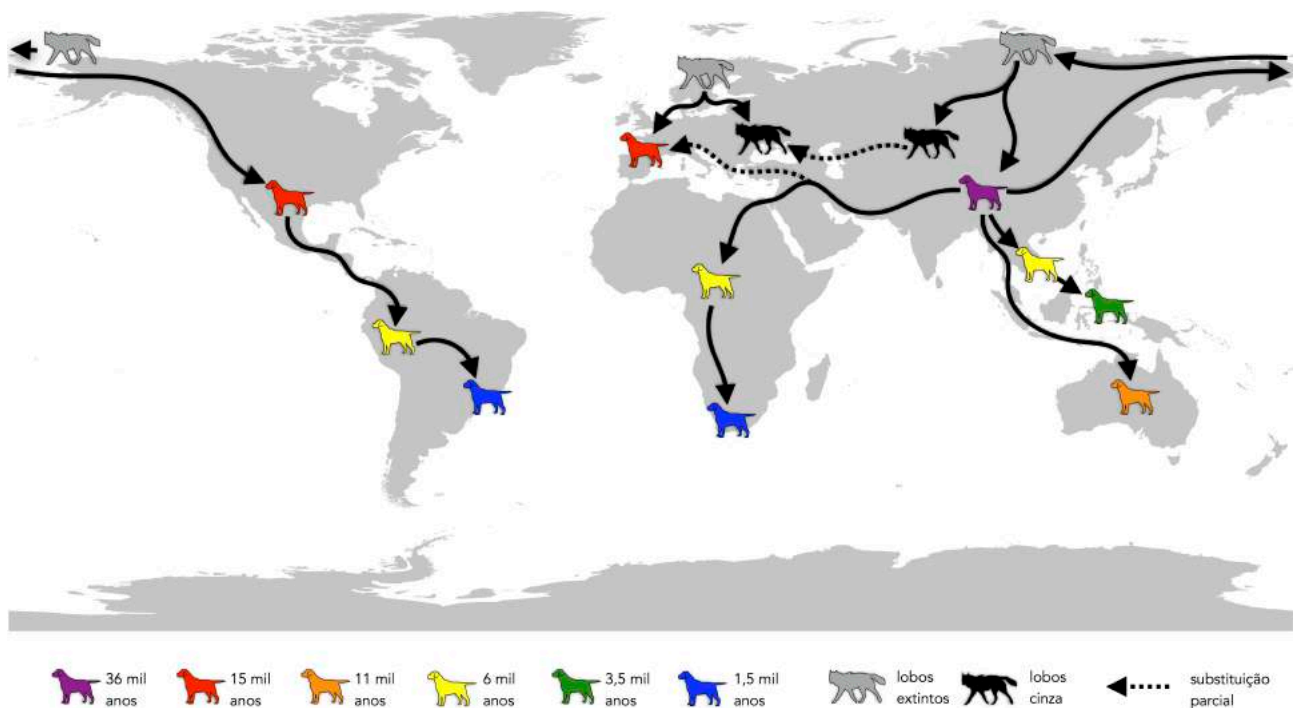 36 mil
anos
15 mil
anos
11 mil
anos
6 mil
anos
3,5 mil
anos
1,5 mil
anos
lobos
extintos
lobos
cinza
substituição
parcial